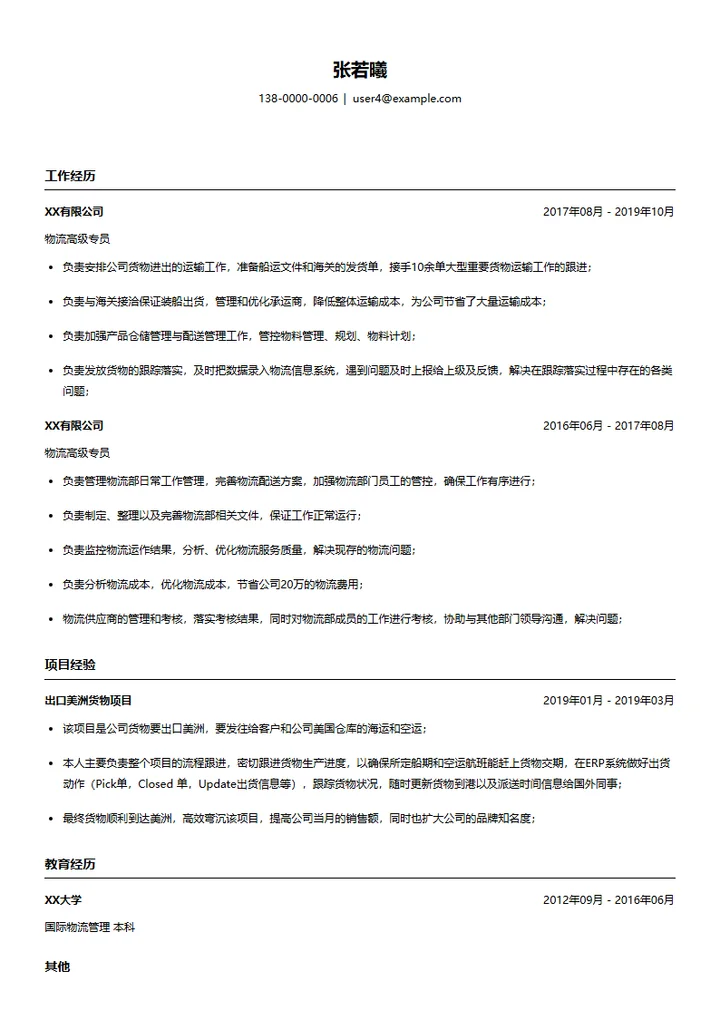 张若曦
138-0000-0006 | user4@example.com
工作经历
XX有限公司 2017年08月 - 2019年10月
物流高级专员
• 负责安排公司货物进出的运输工作，准备船运文件和海关的发货单，接手10余单大型重要货物运输工作的跟进；
• 负责与海关接洽保证装船出货，管理和优化承运商，降低整体运输成本，为公司节省了大量运输成本；
• 负责加强产品仓储管理与配送管理工作，管控物料管理、规划、物料计划；
• 负责发放货物的跟踪落实，及时把数据录入物流信息系统，遇到问题及时上报给上级及反馈，解决在跟踪落实过程中存在的各类
问题；
XX有限公司 2016年06月 - 2017年08月
物流高级专员
• 负责管理物流部日常工作管理，完善物流配送方案，加强物流部门员工的管控，确保工作有序进行；
• 负责制定、整理以及完善物流部相关文件，保证工作正常运行；
• 负责监控物流运作结果，分析、优化物流服务质量，解决现存的物流问题；
• 负责分析物流成本，优化物流成本，节省公司20万的物流费用；
• 物流供应商的管理和考核，落实考核结果，同时对物流部成员的工作进行考核，协助与其他部门领导沟通，解决问题；
项目经验
出口美洲货物项目 2019年01月 - 2019年03月
• 该项目是公司货物要出口美洲，要发往给客户和公司美国仓库的海运和空运；
• 本人主要负责整个项目的流程跟进，密切跟进货物生产进度，以确保所定船期和空运航班能赶上货物交期，在ERP系统做好出货
动作（Pick单，Closed 单，Update出货信息等），跟踪货物状况，随时更新货物到港以及派送时间信息给国外同事；
• 最终货物顺利到达美洲，高效弯沉该项目，提高公司当月的销售额，同时也扩大公司的品牌知名度；
教育经历
XX大学 2012年09月 - 2016年06月
国际物流管理 本科
其他